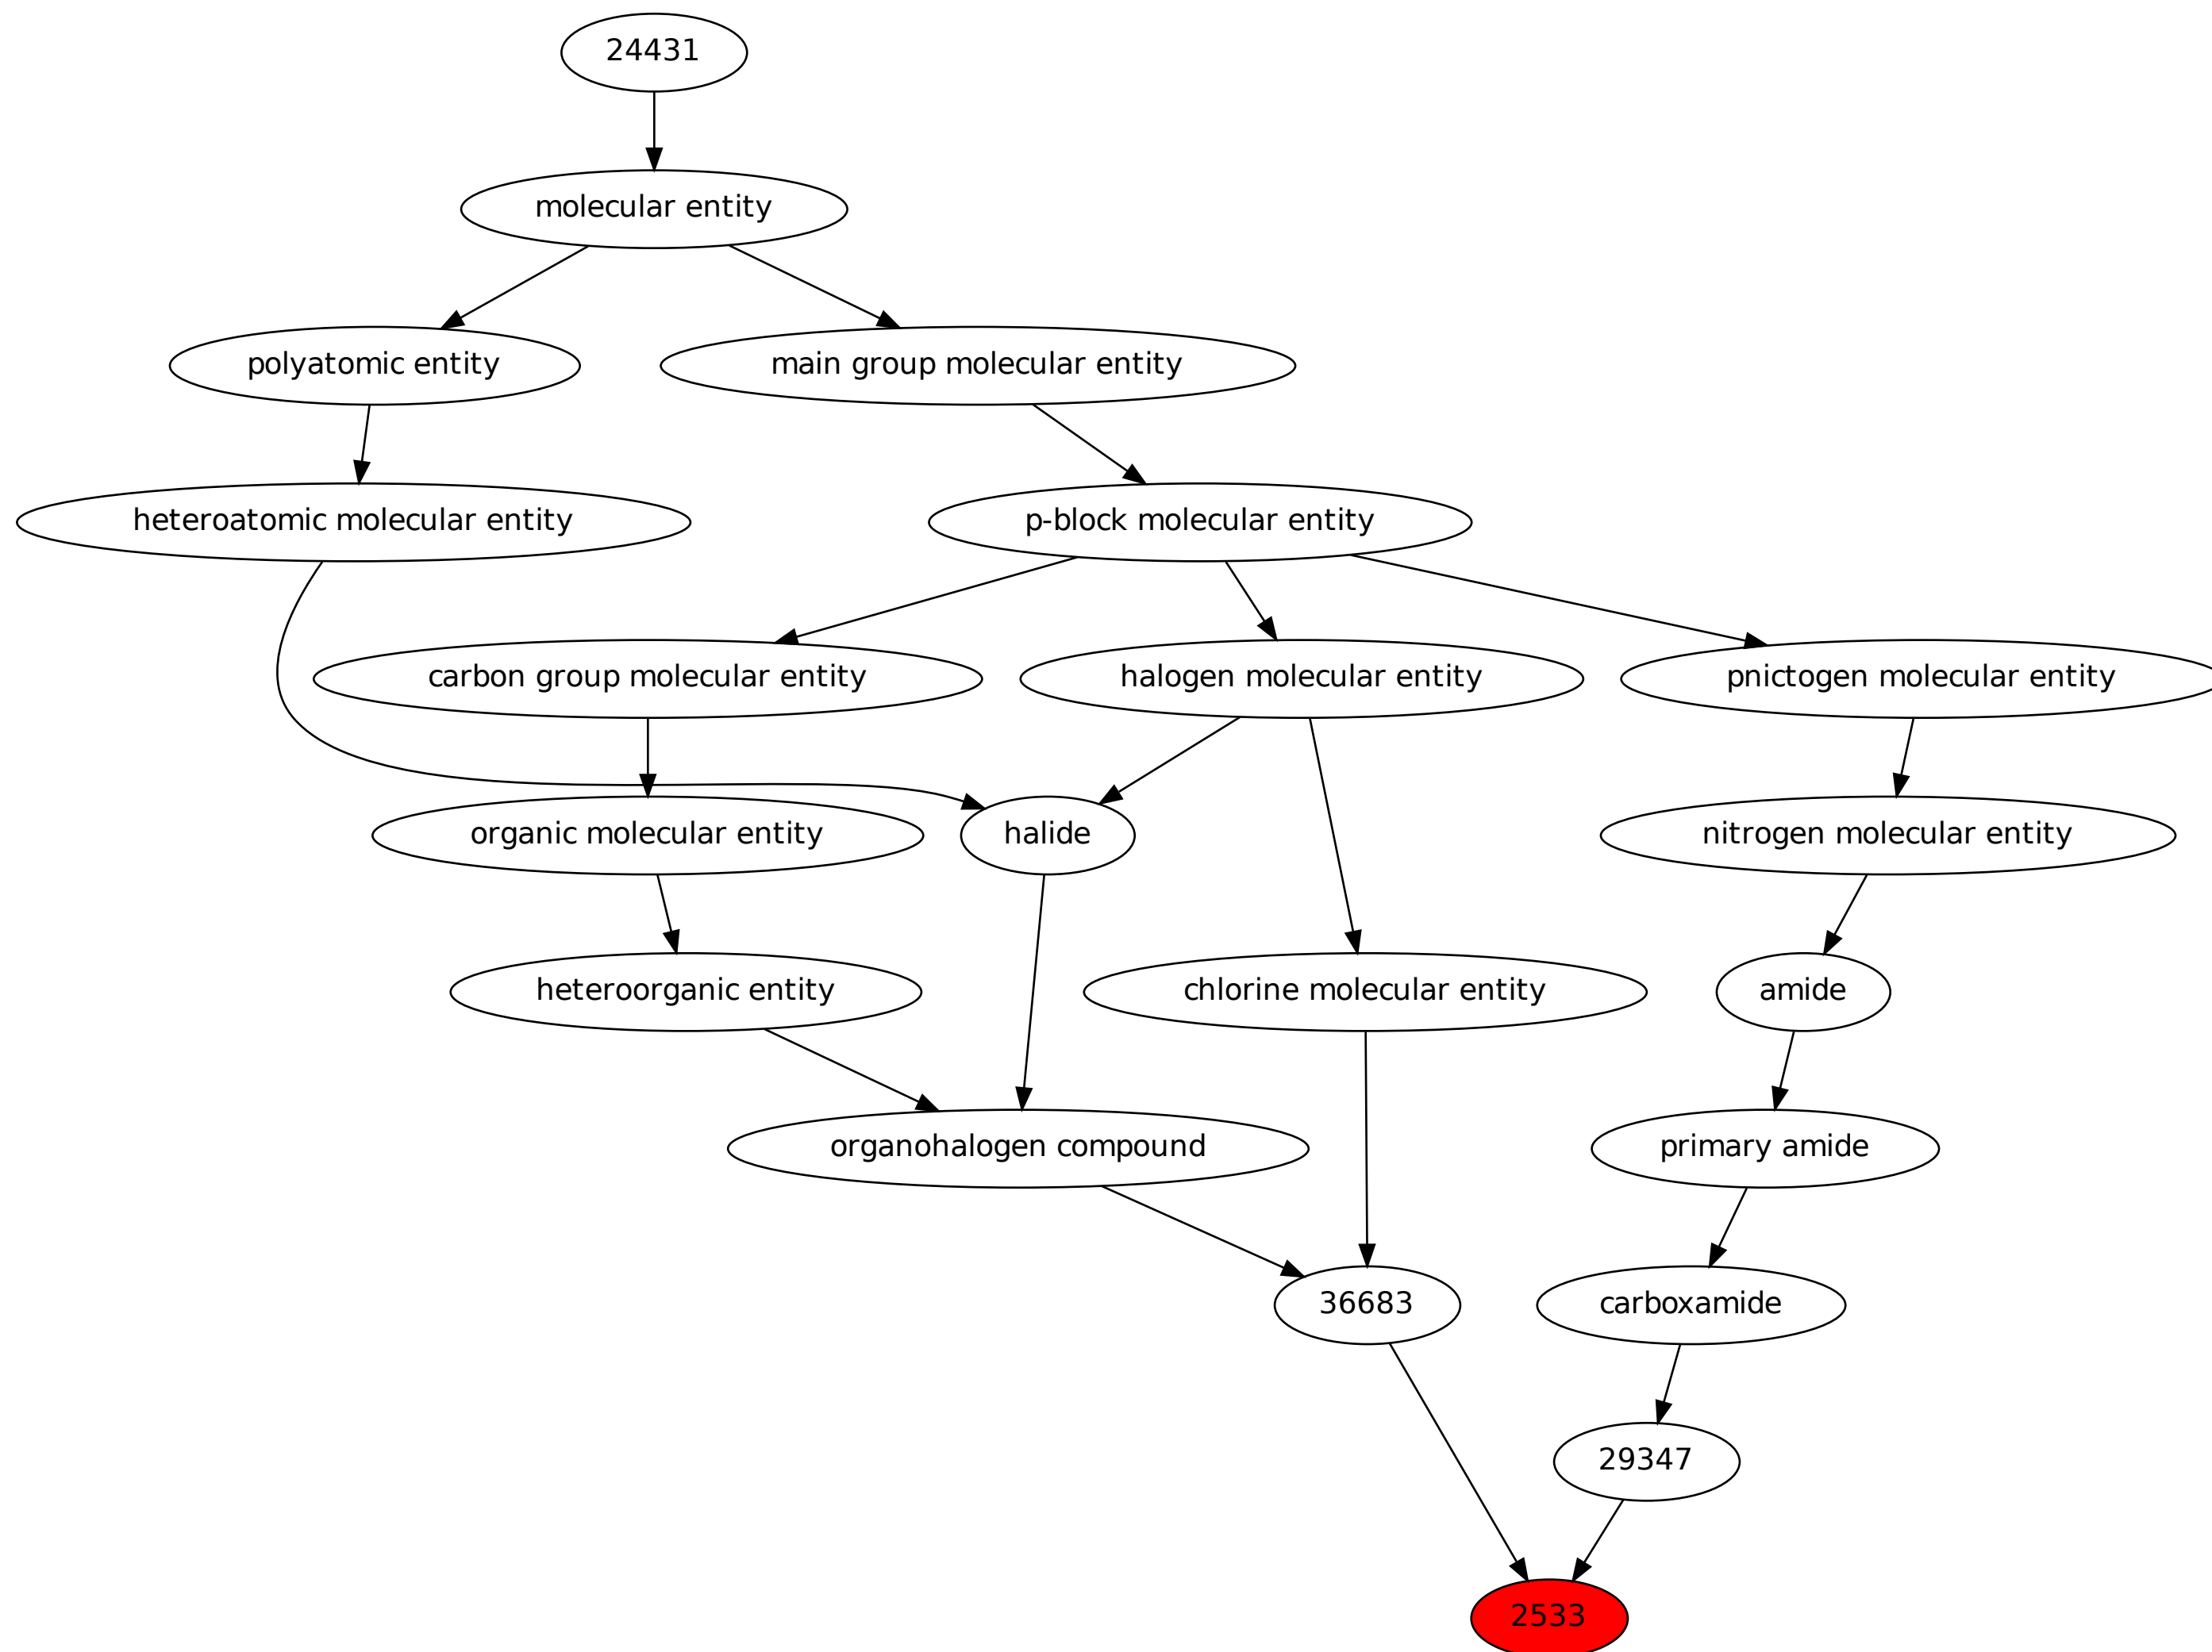 24431
molecular entity
polyatomic entity
main group molecular entity
heteroatomic molecular entity
p-block molecular entity
carbon group molecular entity
halogen molecular entity
pnictogen molecular entity
organic molecular entity
halide
nitrogen molecular entity
heteroorganic entity
chlorine molecular entity
amide
organohalogen compound
primary amide
36683
carboxamide
29347
2533